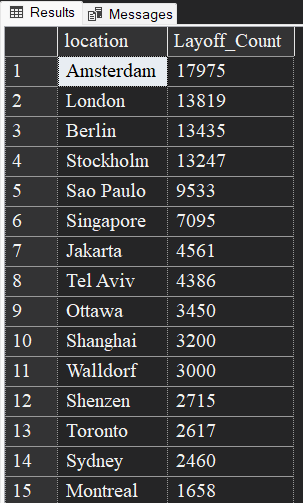 Results Messages
location Layoff_Count
1 Amsterdam 17975
2 London 13819
3 Berlin 13435
4 Stockholm 13247
5 Sao Paulo 9533
6 Singapore 7095
7 Jakarta 4561
8 Tel Aviv 4386
9 Ottawa 3450
10 Shanghai 3200
11 Walldorf 3000
12 Shenzen 2715
13 Toronto 2617
14 Sydney 2460
15 Montreal 1658